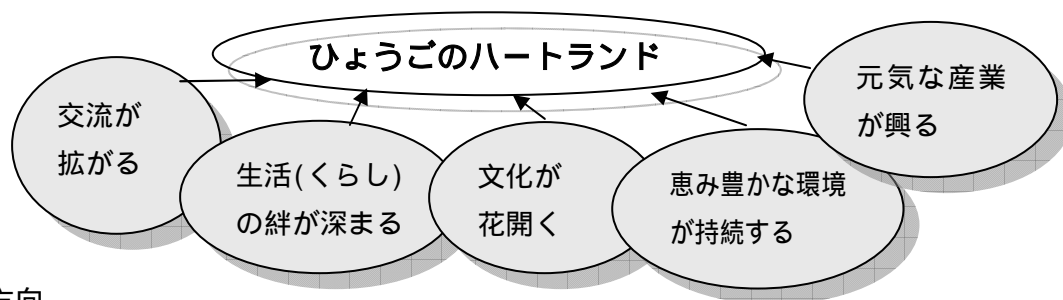 ひょうごのハートランド
交流が
拡がる
生活(くらし)
の絆が深まる
文化が
花開く
恵み豊かな環境
が持続する
元気な産業
が興る
方向